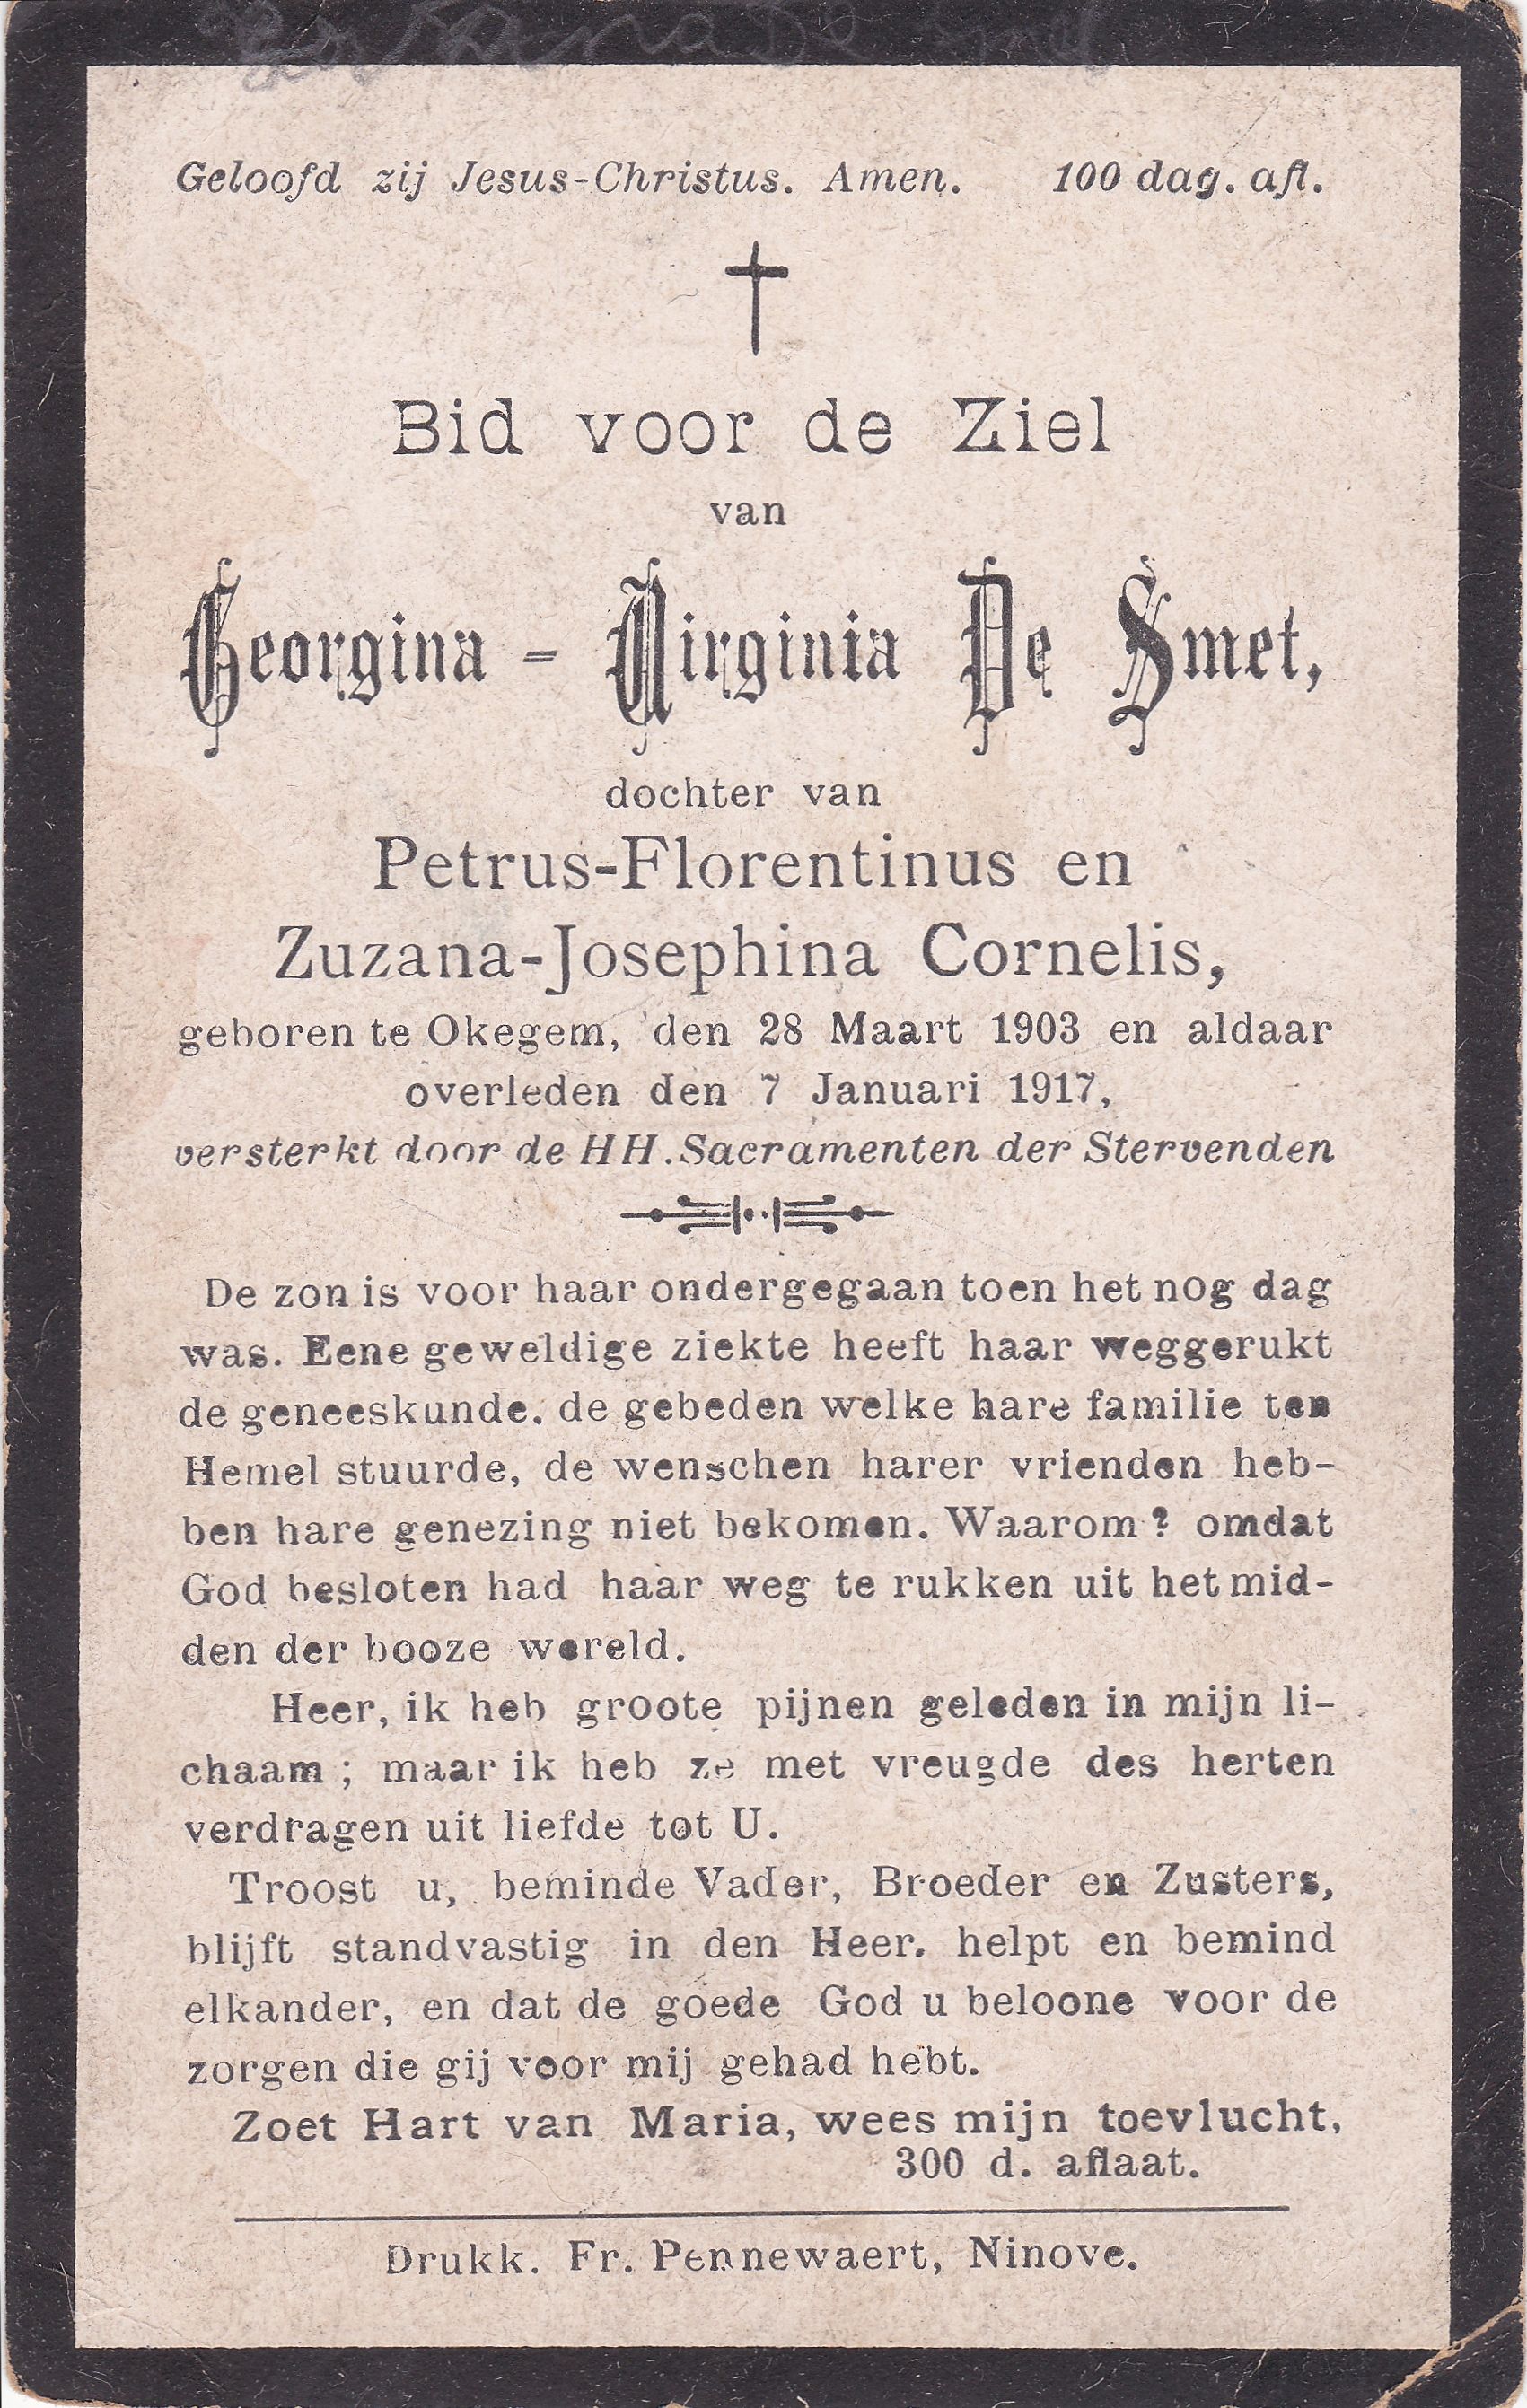 Geloofd zij Jesus-Christus. Amen. 100 dag. afl.
Bid voor de Ziel
van
Georgina - Virginia De Smet,
dochter van
Petrus-Florentinus en
Zuzana-Josephina Cornelis,
geboren te Okegem, den 28 Maart 1903 en aldaar
overleden den 7 Januari 1917,
versterkt door de HH. Sacramenten der Stervenden
De zon is voor haar ondergegaan toen het nog dag
was. Eene geweldige ziekte heeft haar weggerukt
de geneeskunde. de gebeden welke hare familie ten
Hemel stuurde, de wenschen harer vrienden heb-
ben hare genezing niet bekomen. Waarom ? omdat
God besloten had haar weg te rukken uit het mid-
den der booze wereld.
Heer, ik heb groote pijnen geleden in mijn li-
chaam ; maar ik heb ze met vreugde des herten
verdragen uit liefde tot U.
Troost u, beminde Vader, Broeder en Zusters,
blijft standvastig in den Heer. helpt en bemind
elkander, en dat de goede God u beloone voor de
zorgen die gij voor mij gehad hebt.
Zoet Hart van Maria, wees mijn toevlucht,
300 d. aflaat.
Drukk. Fr. Pennewaert, Ninove.